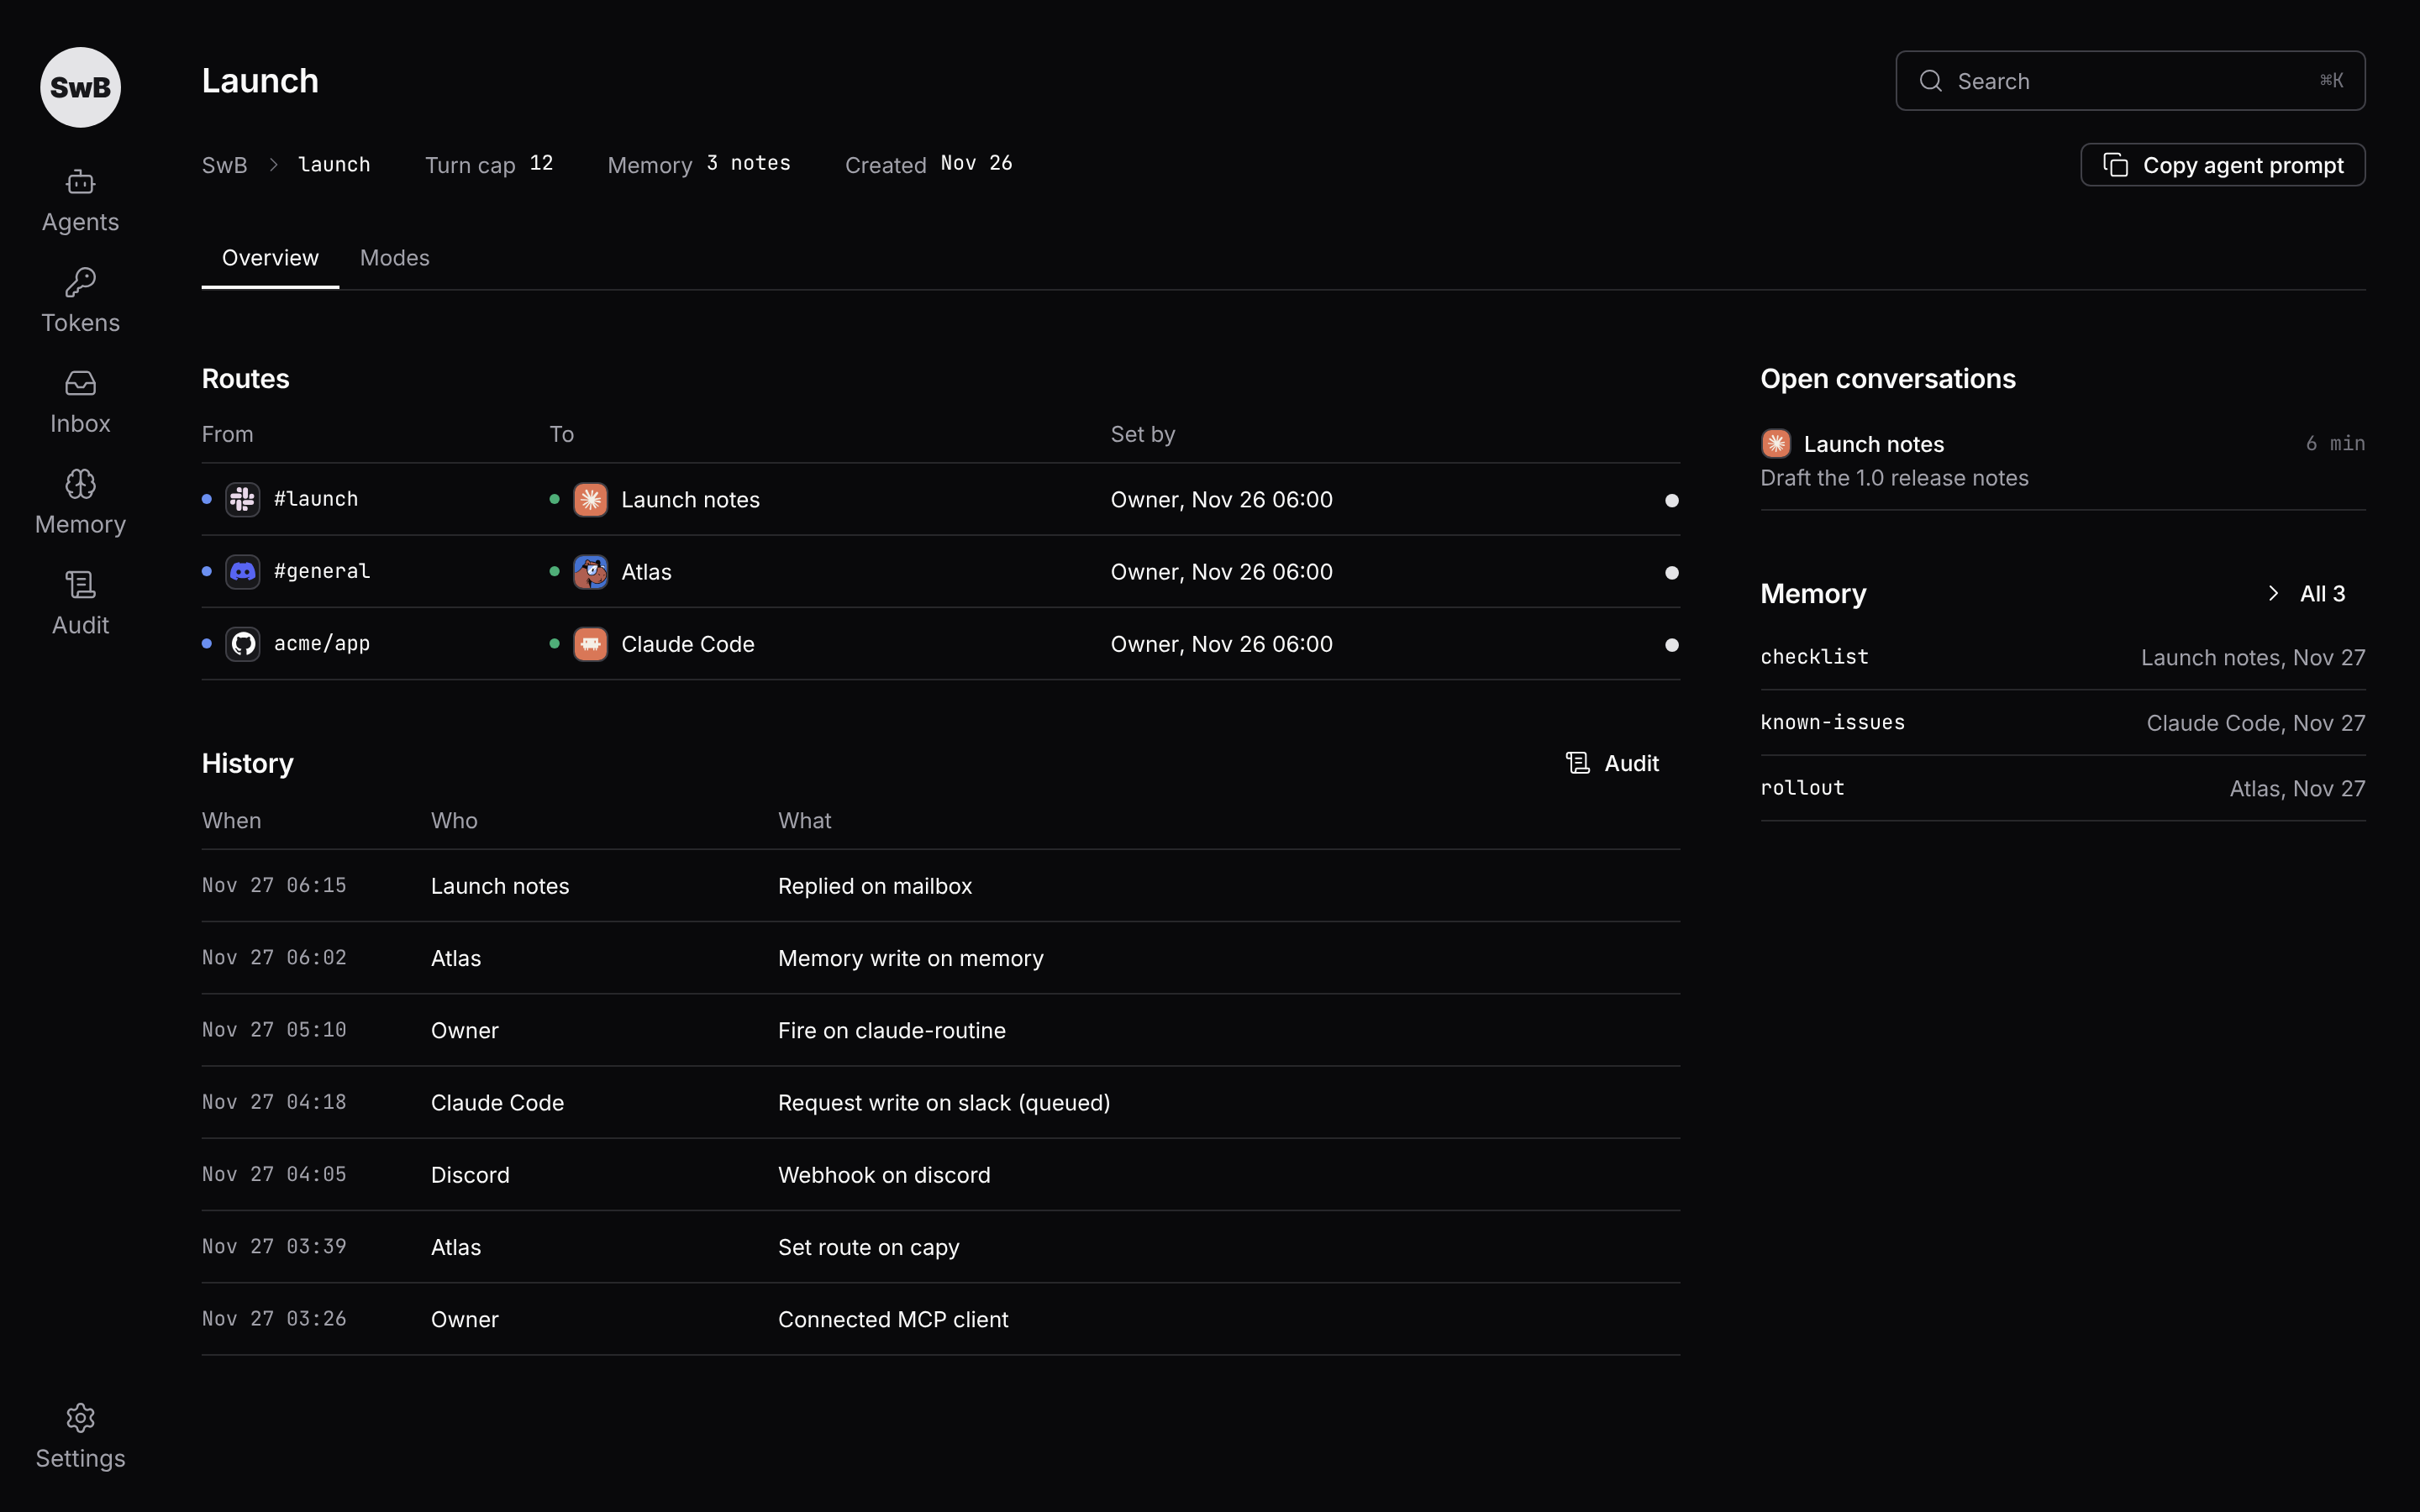 SwB
Agents
Tokens
Inbox
Memory
Audit
Settings
Launch
Search ⌘K
SwB > launch Turn cap 12 Memory 3 notes Created Nov 26
Copy agent prompt
Overview Modes
Routes
From To Set by
#launch Launch notes Owner, Nov 26 06:00
#general Atlas Owner, Nov 26 06:00
acme/app Claude Code Owner, Nov 26 06:00
History Audit
When Who What
Nov 27 06:15 Launch notes Replied on mailbox
Nov 27 06:02 Atlas Memory write on memory
Nov 27 05:10 Owner Fire on claude-routine
Nov 27 04:18 Claude Code Request write on slack (queued)
Nov 27 04:05 Discord Webhook on discord
Nov 27 03:39 Atlas Set route on capy
Nov 27 03:26 Owner Connected MCP client
Open conversations
Launch notes 6 min
Draft the 1.0 release notes
Memory > All 3
checklist Launch notes, Nov 27
known-issues Claude Code, Nov 27
rollout Atlas, Nov 27